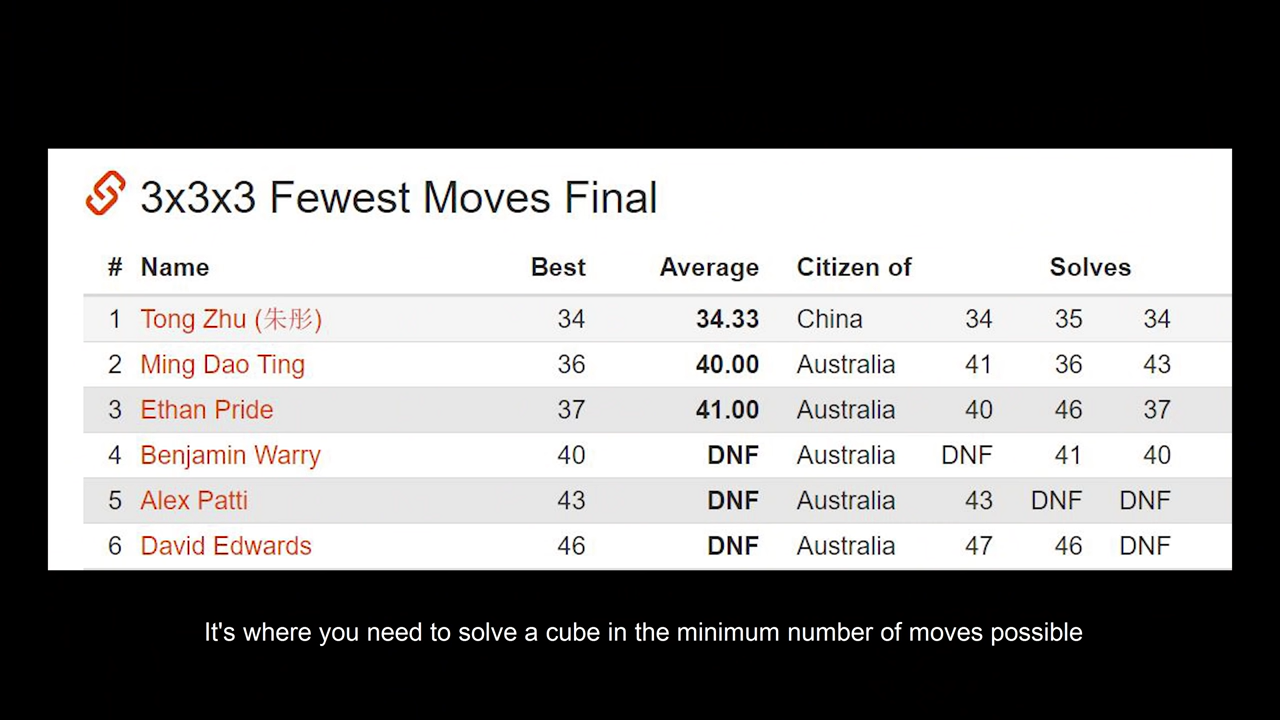 3x3x3 Fewest Moves Final
# Name Best Average Citizen of Solves
1 Tong Zhu (朱彤) 34 34.33 China 34 35 34
2 Ming Dao Ting 36 40.00 Australia 41 36 43
3 Ethan Pride 37 41.00 Australia 40 46 37
4 Benjamin Warry 40 DNF Australia DNF 41 40
5 Alex Patti 43 DNF Australia 43 DNF DNF
6 David Edwards 46 DNF Australia 47 46 DNF
It's where you need to solve a cube in the minimum number of moves possible